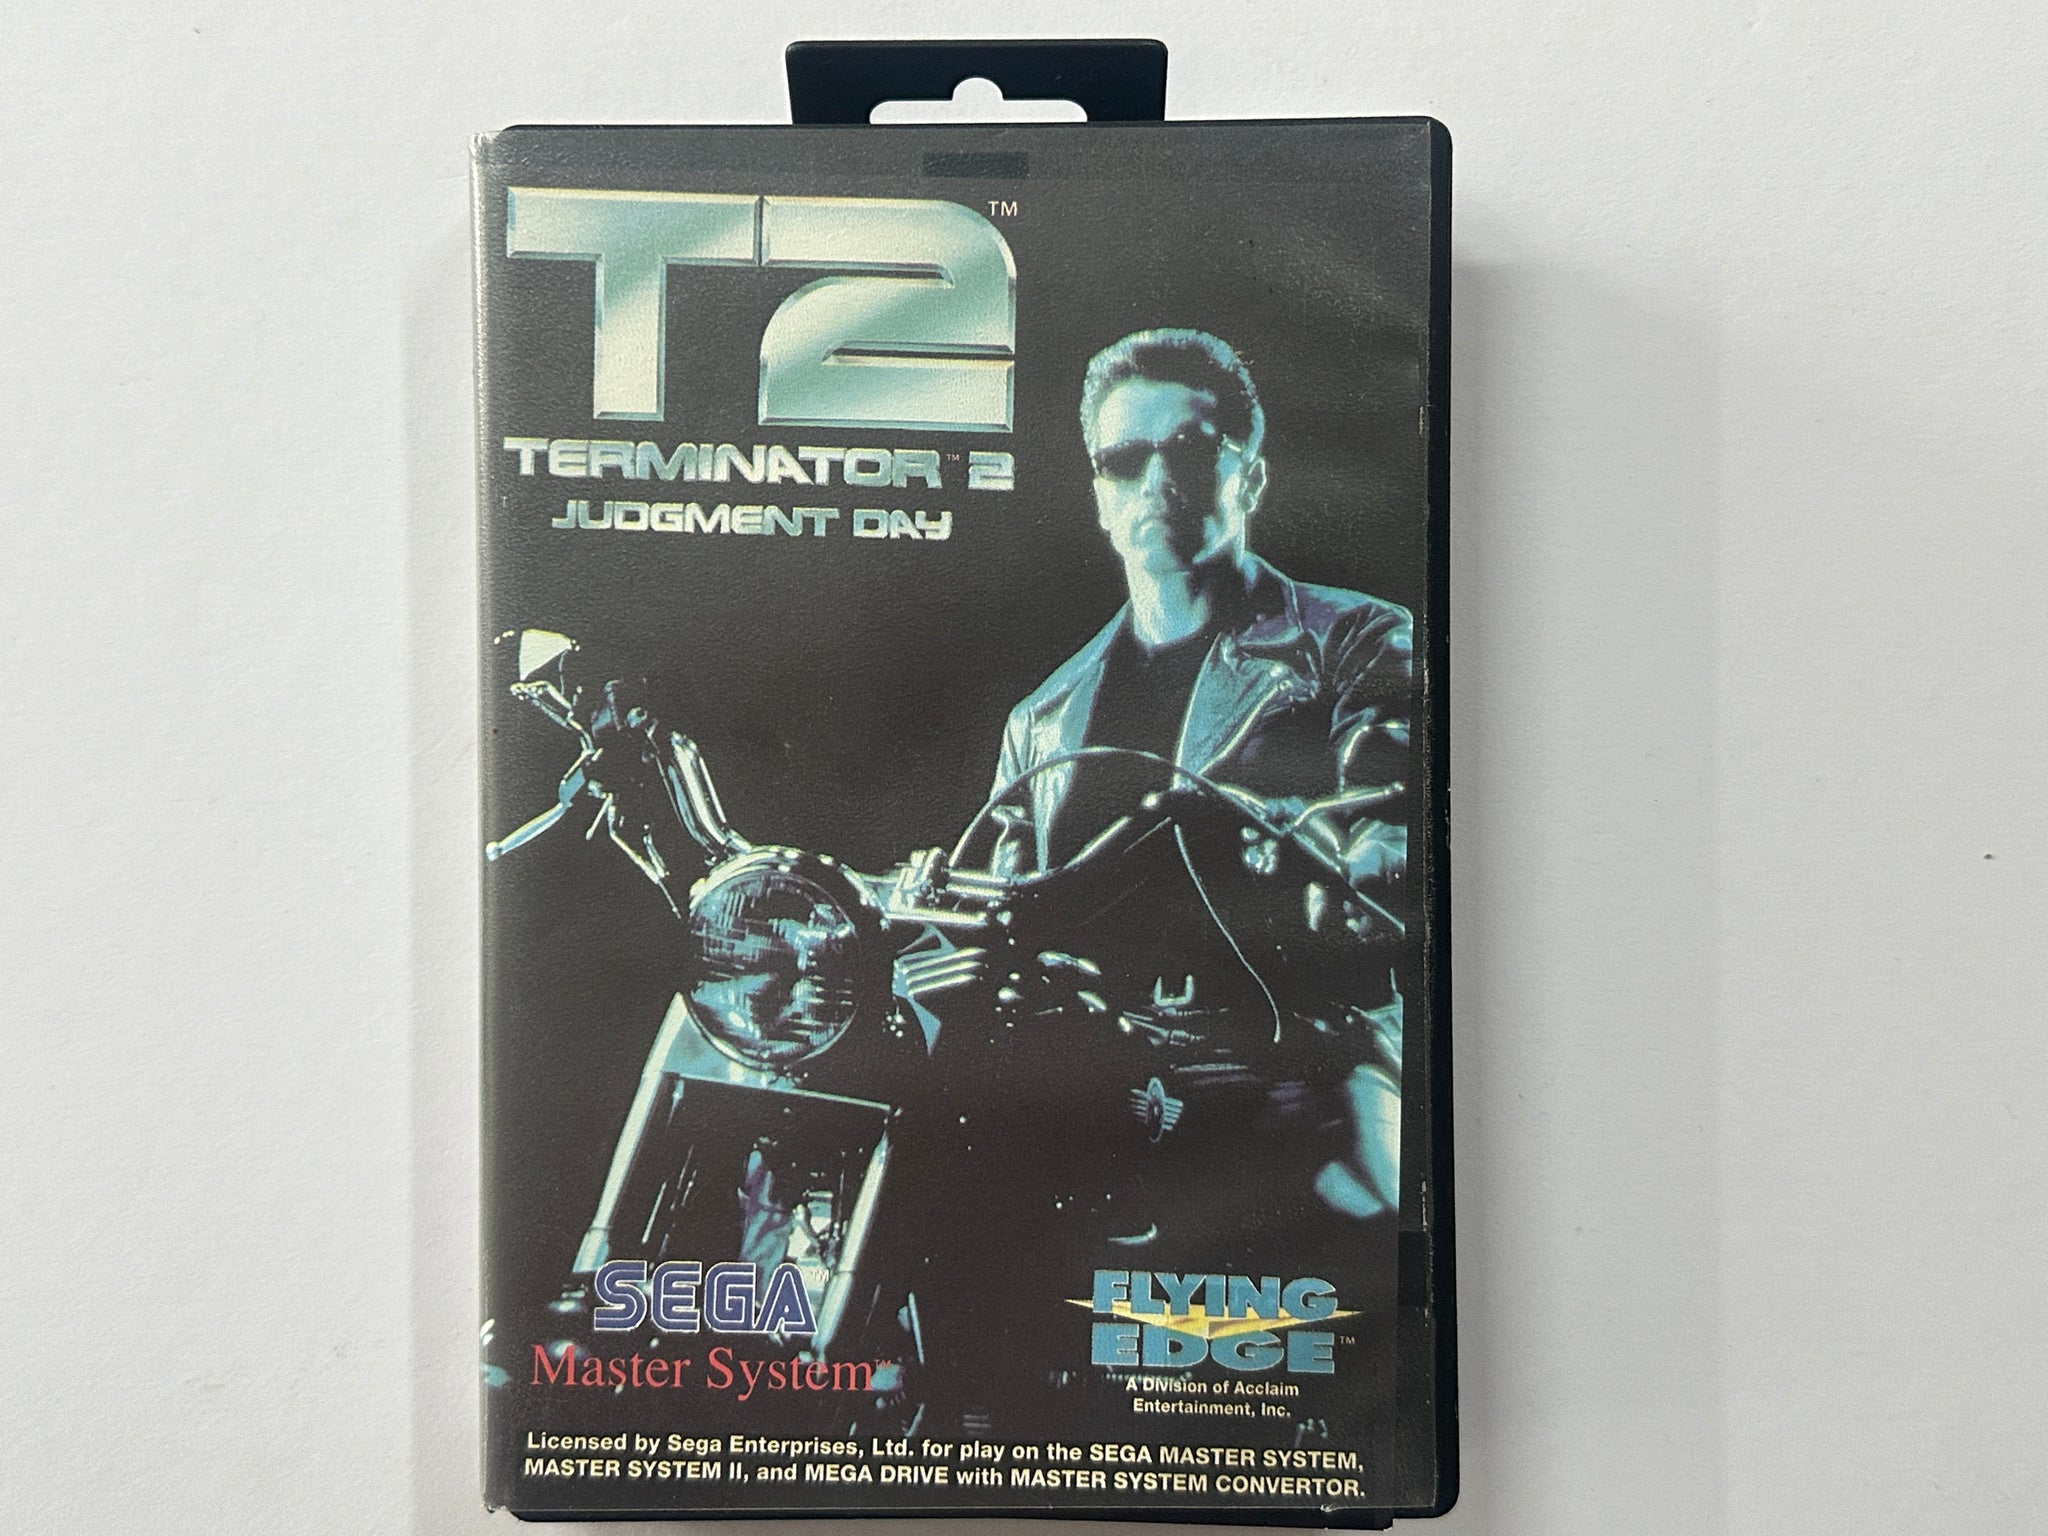 T2™
TERMINATOR™ 2
JUDGMENT DAY
SEGA™
Master System™
FLYING
EDGE™
A Division of Acclaim
Entertainment, Inc.
Licensed by Sega Enterprises, Ltd. for play on the SEGA MASTER SYSTEM,
MASTER SYSTEM II, and MEGA DRIVE with MASTER SYSTEM CONVERTOR.